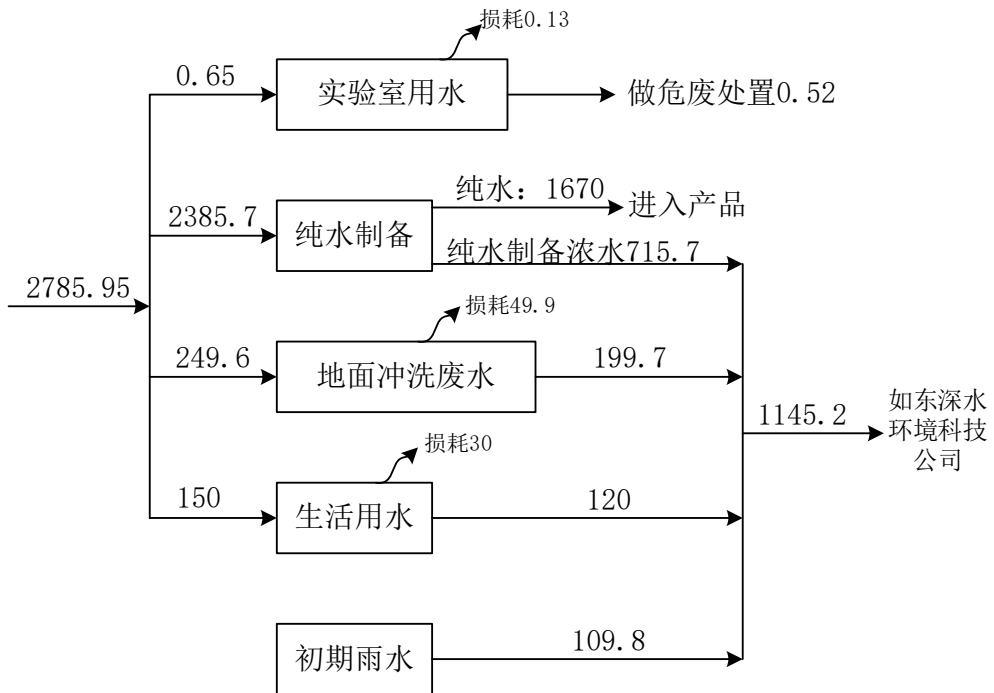 损耗0.13
0.65
实验室用水
做危废处置0.52
纯水：1670
进入产品
2385.7
纯水制备
纯水制备浓水715.7
2785.95
损耗49.9
249.6
地面冲洗废水
199.7
1145.2
如东深水
环境科技
公司
损耗30
150
生活用水
120
初期雨水
109.8